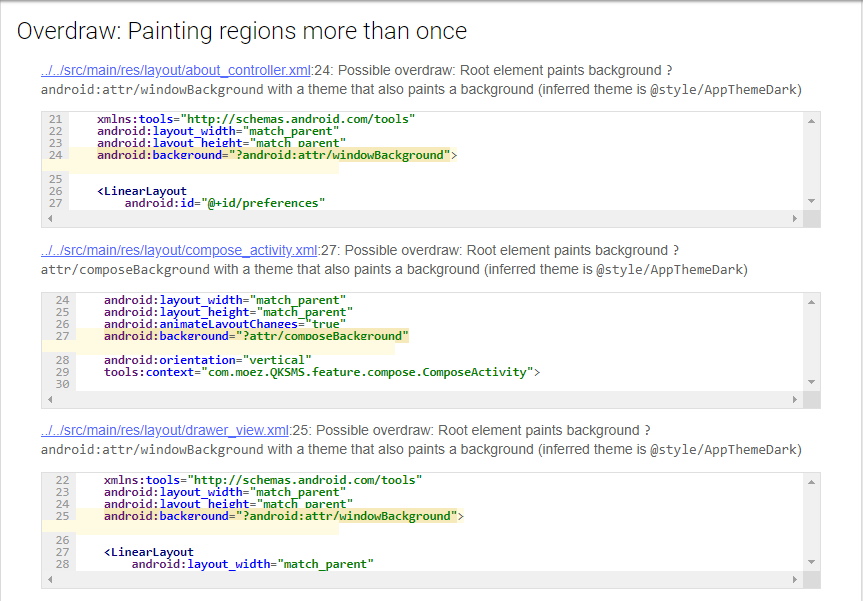 Overdraw: Painting regions more than once
../../src/main/res/layout/about_controller.xml:24: Possible overdraw: Root element paints background ?
android:attr/windowBackground with a theme that also paints a background (inferred theme is @style/AppThemeDark)
21 xmlns:tools="http://schemas.android.com/tools"
22 android:layout_width="match_parent"
23 android:layout_height="match_parent"
24 android:background="?android:attr/windowBackground">
25
26 <LinearLayout
27 android:id="@+id/preferences"
../../src/main/res/layout/compose_activity.xml:27: Possible overdraw: Root element paints background ?
attr/composeBackground with a theme that also paints a background (inferred theme is @style/AppThemeDark)
24 android:layout_width="match_parent"
25 android:layout_height="match_parent"
26 android:animateLayoutChanges="true"
27 android:background="?attr/composeBackground"
28 android:orientation="vertical"
29 tools:context="com.moez.QKSMS.feature.compose.ComposeActivity">
30
../../src/main/res/layout/drawer_view.xml:25: Possible overdraw: Root element paints background ?
android:attr/windowBackground with a theme that also paints a background (inferred theme is @style/AppThemeDark)
22 xmlns:tools="http://schemas.android.com/tools"
23 android:layout_width="match_parent"
24 android:layout_height="match_parent"
25 android:background="?android:attr/windowBackground">
26
27 <LinearLayout
28 android:layout_width="match_parent"